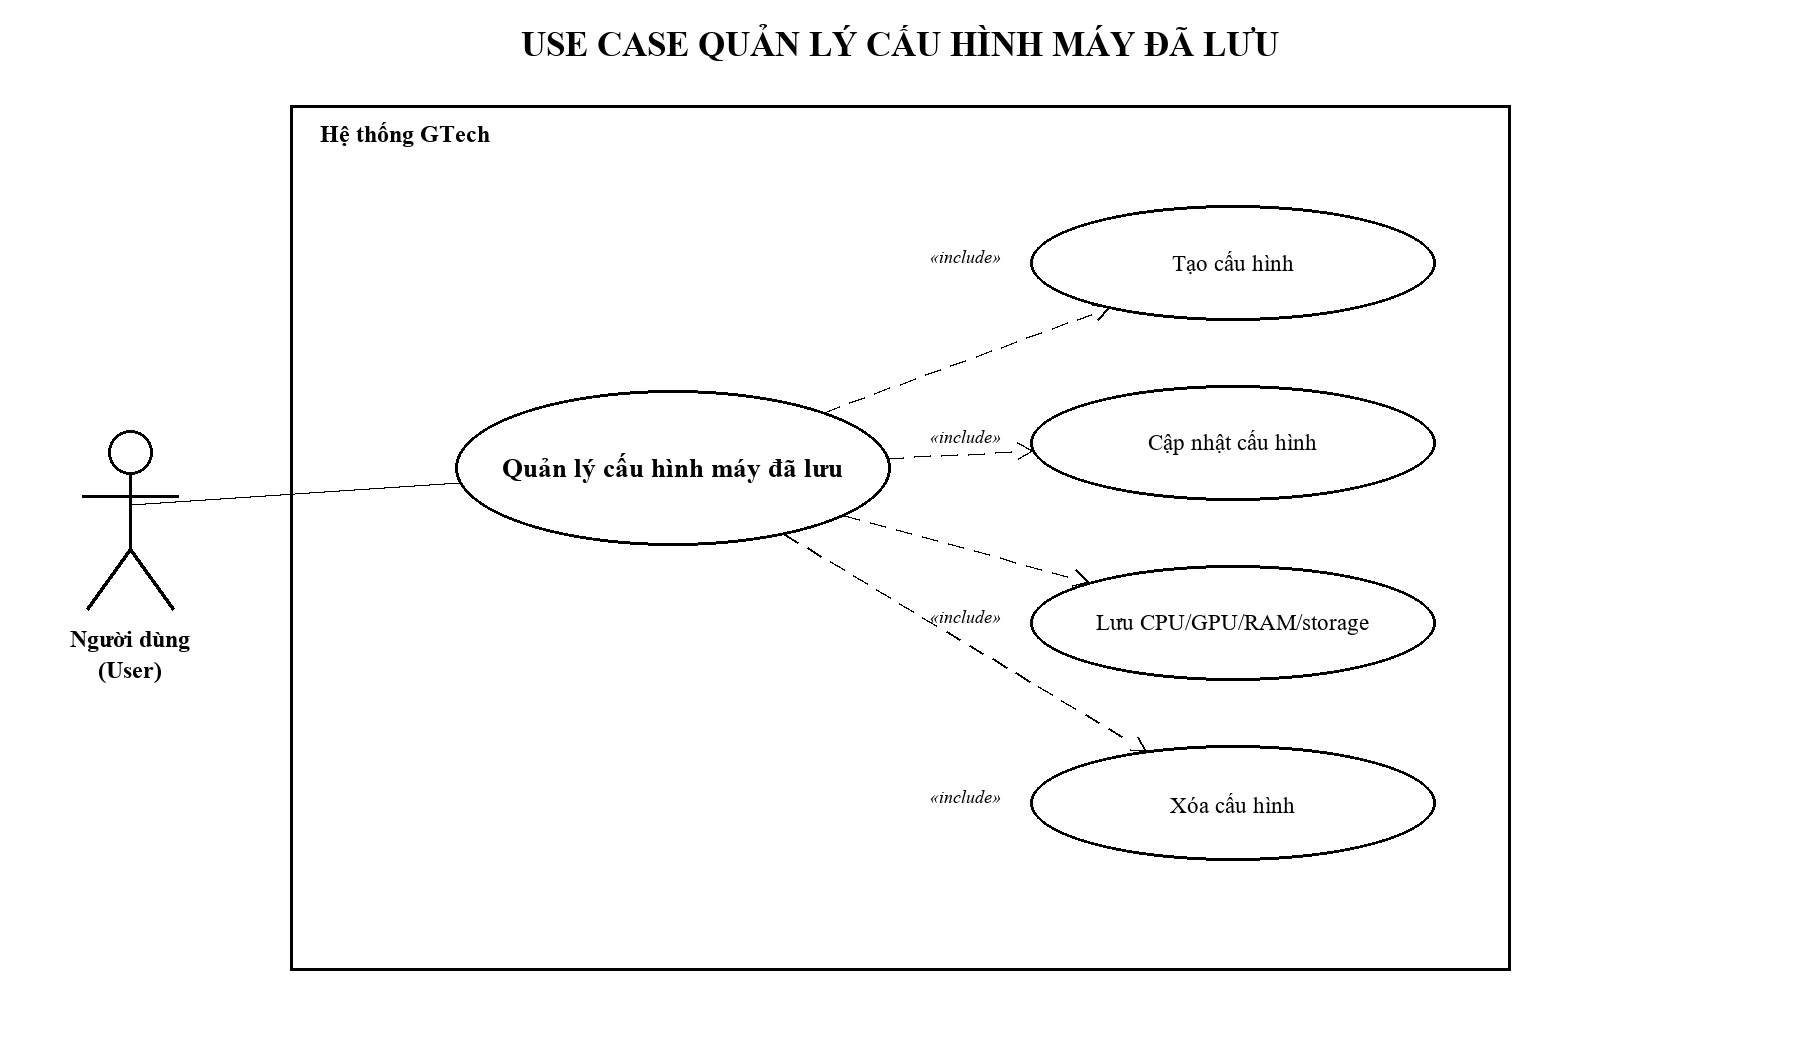 USE CASE QUẢN LÝ CẤU HÌNH MÁY ĐÃ LƯU
Hệ thống GTech
«include»
Tạo cấu hình
«include»
Cập nhật cấu hình
Quản lý cấu hình máy đã lưu
«include»
Lưu CPU/GPU/RAM/storage
Người dùng
(User)
«include»
Xóa cấu hình